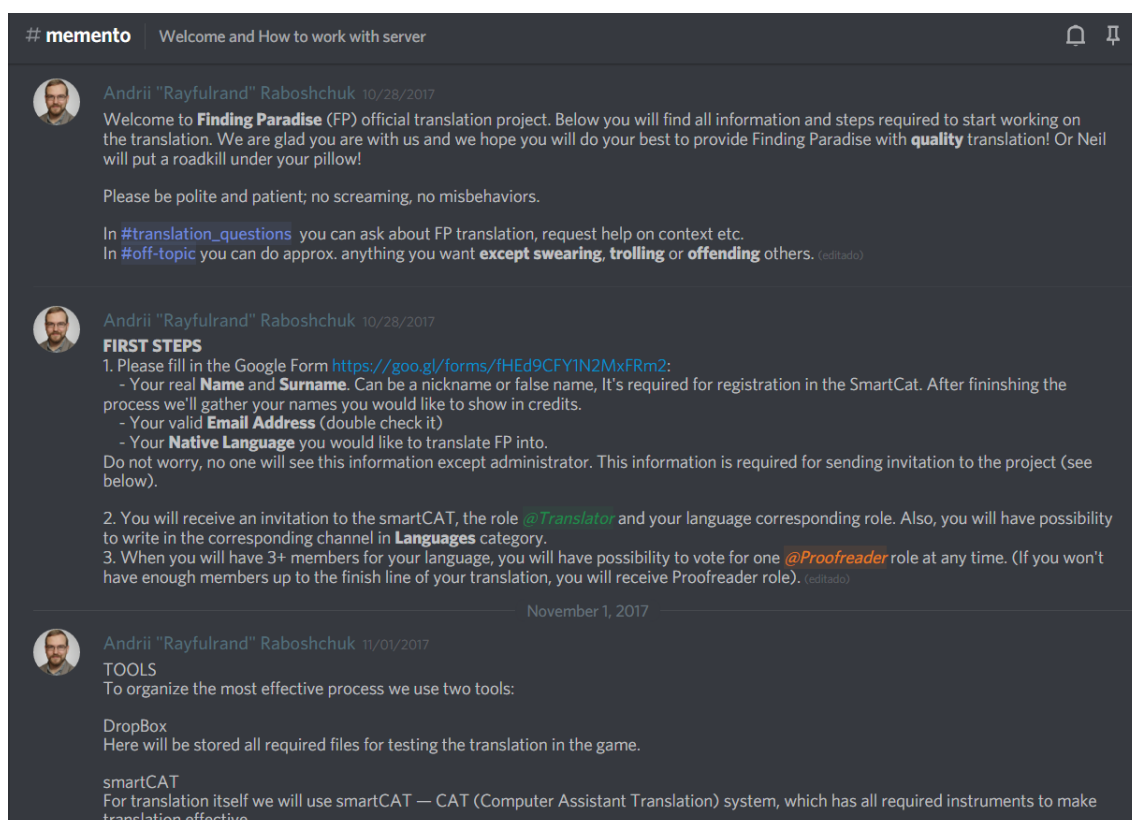 # memento Welcome and How to work with server
Andrii "Rayfulrand" Raboshchuk 10/28/2017
Welcome to Finding Paradise (FP) official translation project. Below you will find all information and steps required to start working on
the translation. We are glad you are with us and we hope you will do your best to provide Finding Paradise with quality translation! Or Neil
will put a roadkill under your pillow!
Please be polite and patient; no screaming, no misbehaviors.
In #translation_questions you can ask about FP translation, request help on context etc.
In #off-topic you can do approx. anything you want except swearing, trolling or offending others. (editado)
Andrii "Rayfulrand" Raboshchuk 10/28/2017
FIRST STEPS
1. Please fill in the Google Form https://goo.gl/forms/fHEd9CFY1N2MxFRm2:
- Your real Name and Surname. Can be a nickname or false name, It's required for registration in the SmartCat. After fininshing the
process we'll gather your names you would like to show in credits.
- Your valid Email Address (double check it)
- Your Native Language you would like to translate FP into.
Do not worry, no one will see this information except administrator. This information is required for sending invitation to the project (see
below).
2. You will receive an invitation to the smartCAT, the role @Translator and your language corresponding role. Also, you will have possibility
to write in the corresponding channel in Languages category.
3. When you will have 3+ members for your language, you will have possibility to vote for one @Proofreader role at any time. (If you won't
have enough members up to the finish line of your translation, you will receive Proofreader role). (editado)
November 1, 2017
Andrii "Rayfulrand" Raboshchuk 11/01/2017
TOOLS
To organize the most effective process we use two tools:
DropBox
Here will be stored all required files for testing the translation in the game.
smartCAT
For translation itself we will use smartCAT — CAT (Computer Assistant Translation) system, which has all required instruments to make
translation effective